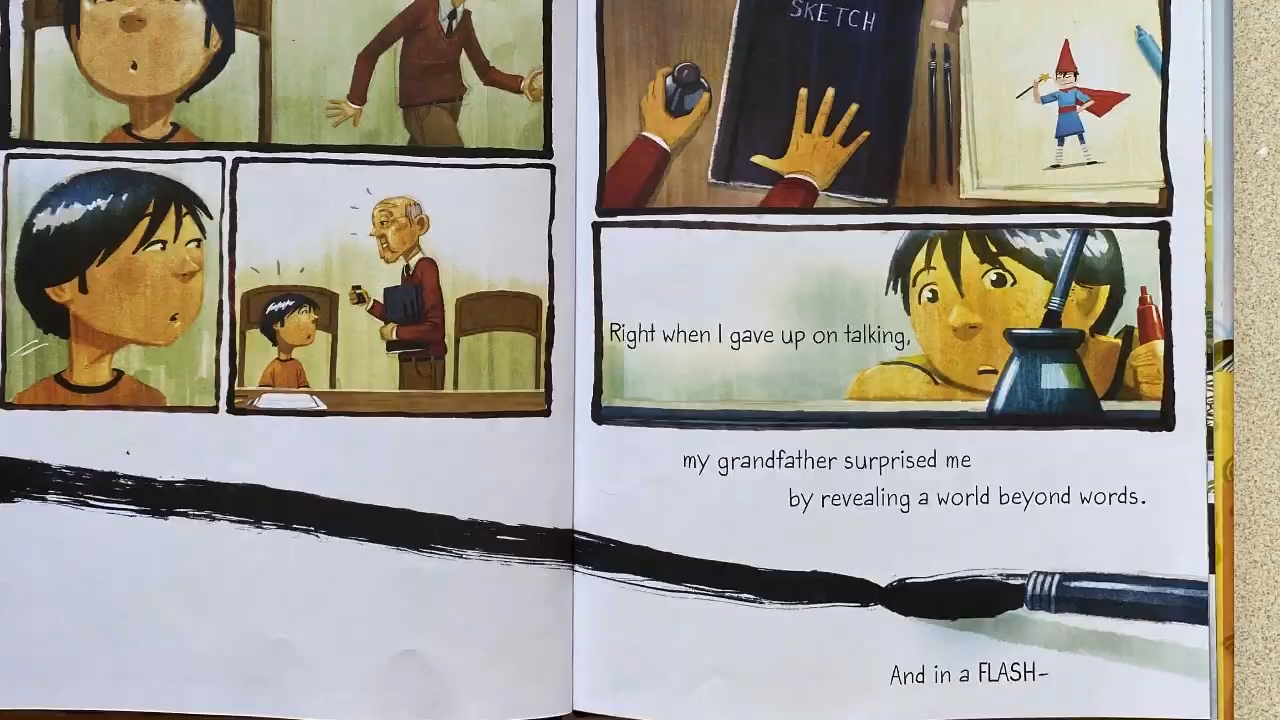 SKETCH
Right when I gave up on talking,
my grandfather surprised me
by revealing a world beyond words.
And in a FLASH–